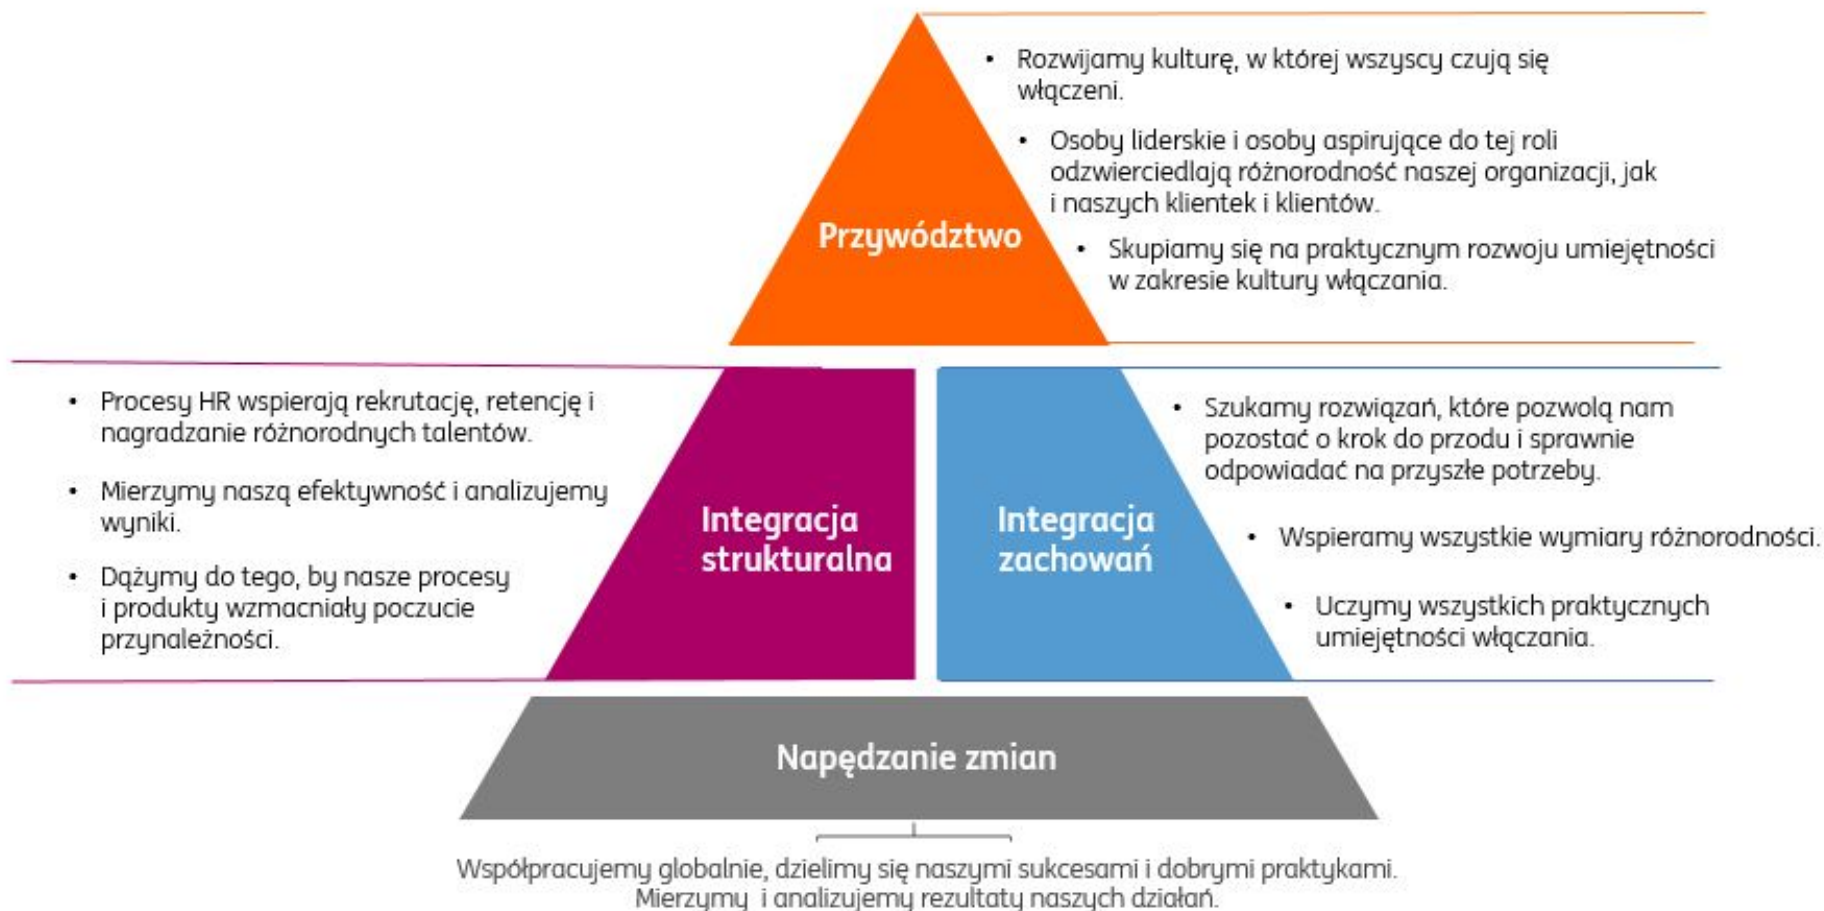 • Rozwijamy kulturę, w której wszyscy czują się
włączeni.
• Osoby liderskie i osoby aspirujące do tej roli
odzwierciedlają różnorodność naszej organizacji, jak
i naszych klientek i klientów.
Przywództwo
• Skupiamy się na praktycznym rozwoju umiejętności
w zakresie kultury włączania.
• Procesy HR wspierają rekrutację, retencję i
nagradzanie różnorodnych talentów.
• Mierzymy naszą efektywność i analizujemy
wyniki.
• Dążymy do tego, by nasze procesy
i produkty wzmacniały poczucie
przynależności.
Integracja
strukturalna
Integracja
zachowań
• Szukamy rozwiązań, które pozwolą nam
pozostać o krok do przodu i sprawnie
odpowiadać na przyszłe potrzeby.
• Wspieramy wszystkie wymiary różnorodności.
• Uczymy wszystkich praktycznych
umiejętności włączania.
Napędzanie zmian
Współpracujemy globalnie, dzielimy się naszymi sukcesami i dobrymi praktykami.
Mierzymy i analizujemy rezultaty naszych działań.